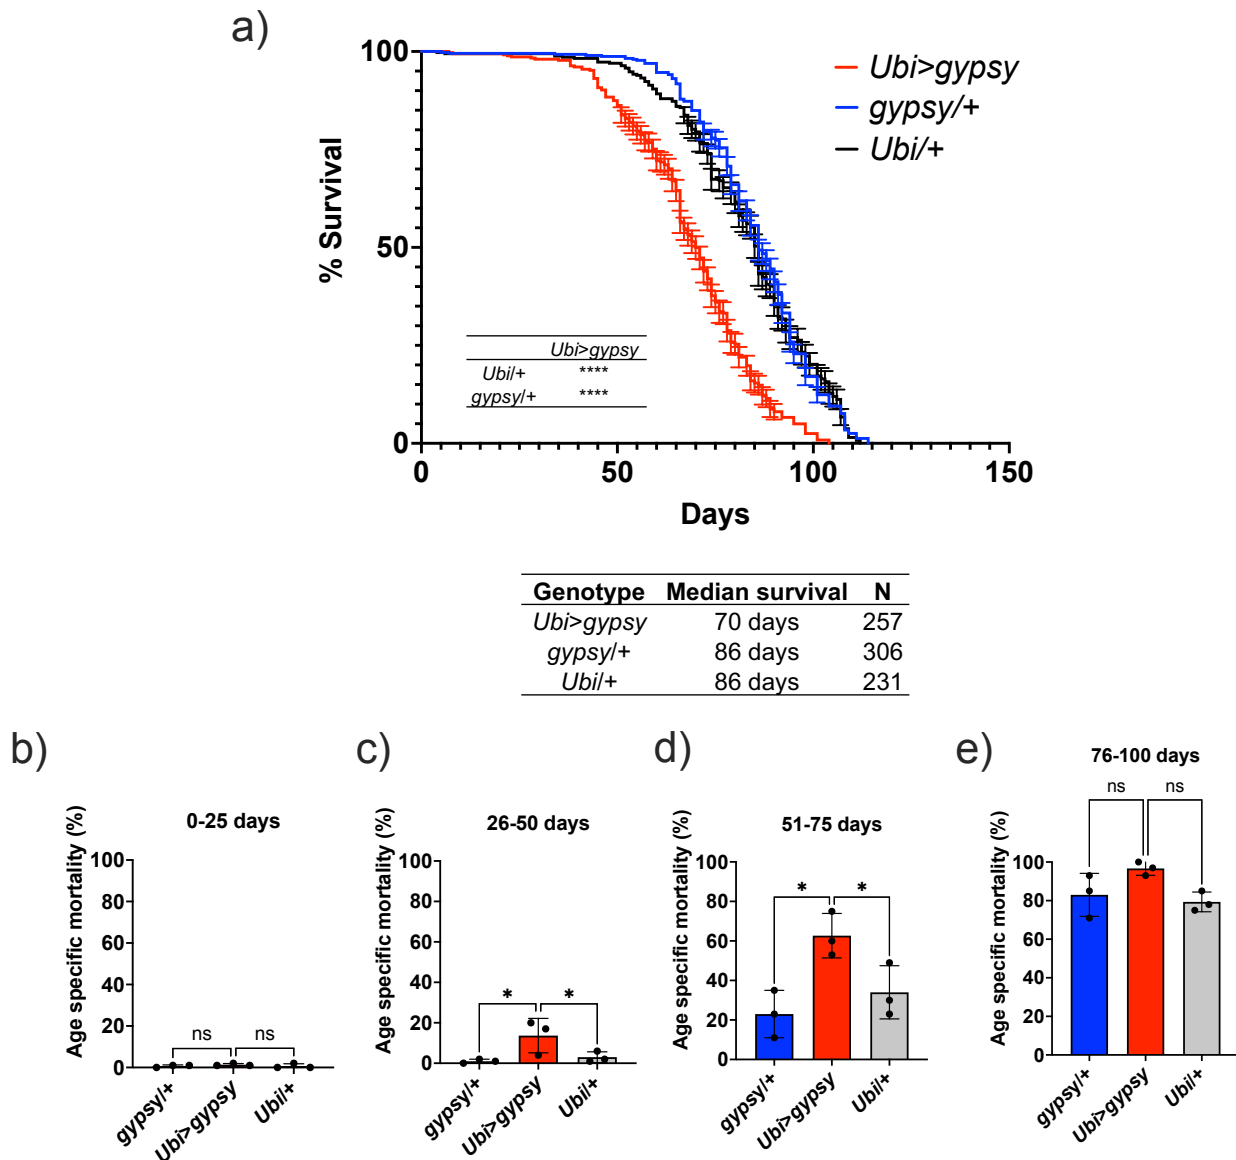 a)
100
50
0
% Survival
0 50 100 150
Days
Ubi>gypsy
gypsy/+
Ubi/+
Ubi>gypsy
Ubi/+ ****
gypsy/+ ****
Genotype Median survival N
Ubi>gypsy 70 days 257
gypsy/+ 86 days 306
Ubi/+ 86 days 231
b)
0-25 days
Age specific mortality (%)
100
80
60
40
20
0
ns ns
gypsy/+ Ubi>gypsy Ubi/+
c)
26-50 days
Age specific mortality (%)
100
80
60
40
20
0
* *
gypsy/+ Ubi>gypsy Ubi/+
d)
51-75 days
Age specific mortality (%)
100
80
60
40
20
0
* *
gypsy/+ Ubi>gypsy Ubi/+
e)
76-100 days
Age specific mortality (%)
ns ns
100
80
60
40
20
0
gypsy/+ Ubi>gypsy Ubi/+